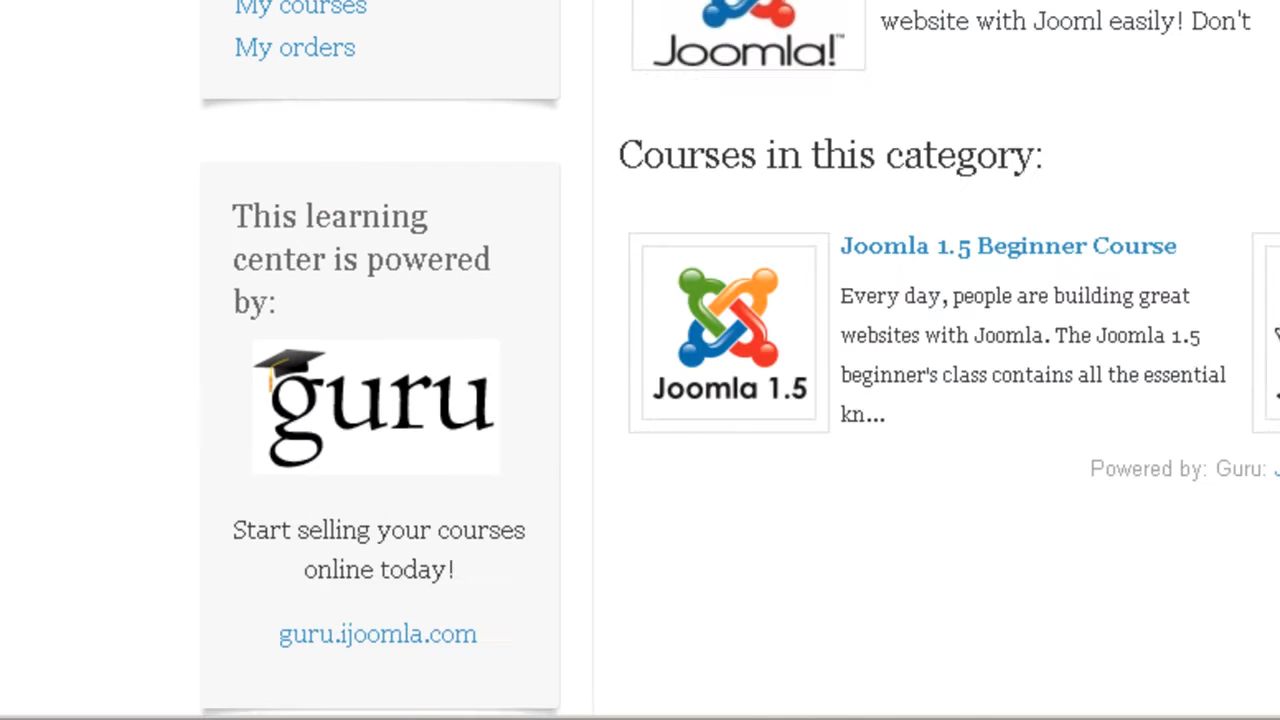 My courses
My orders
This learning
center is powered
by:
guru
Start selling your courses
online today!
guru.ijoomla.com
Joomla!™
website with Jooml easily! Don't
Courses in this category:
Joomla 1.5
Joomla 1.5 Beginner Course
Every day, people are building great
websites with Joomla. The Joomla 1.5
beginner's class contains all the essential
kn...
Powered by: Guru: